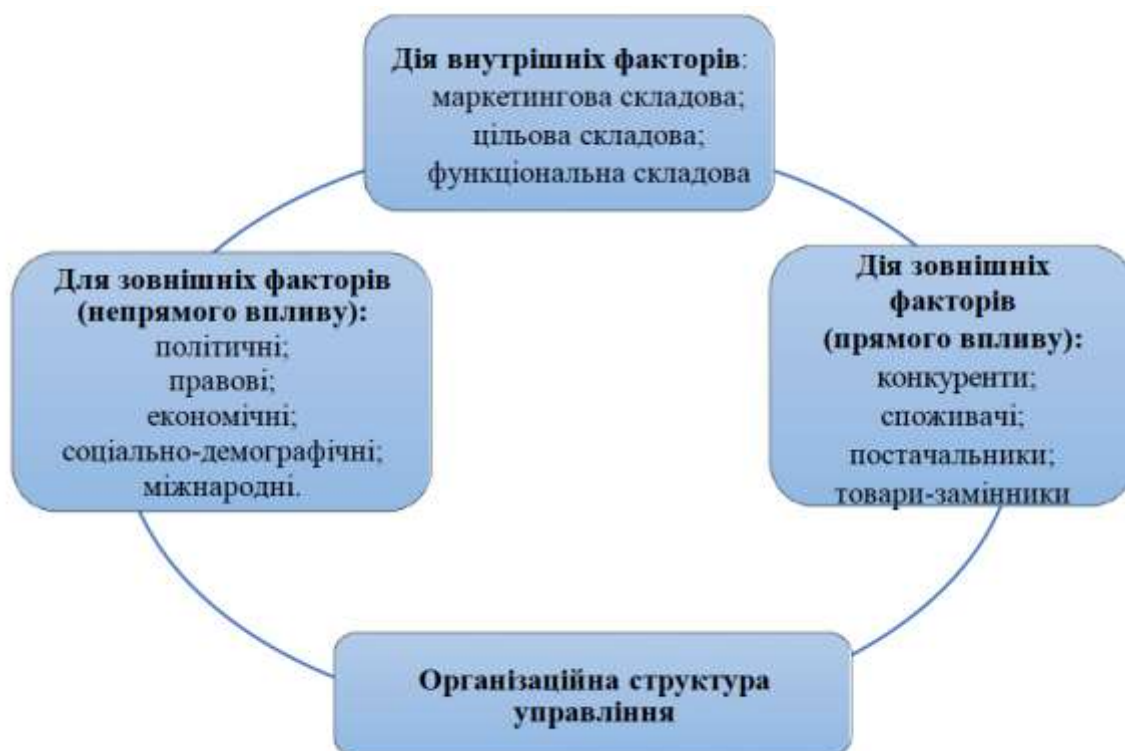 Дія внутрішніх факторів:
маркетингова складова;
цільова складова;
функціональна складова
Для зовнішніх факторів
(непрямого впливу):
політичні;
правові;
економічні;
соціально-демографічні;
міжнародні.
Дія зовнішніх
факторів
(прямого впливу):
конкуренти;
споживачі;
постачальники;
товари-замінники
Організаційна структура
управління